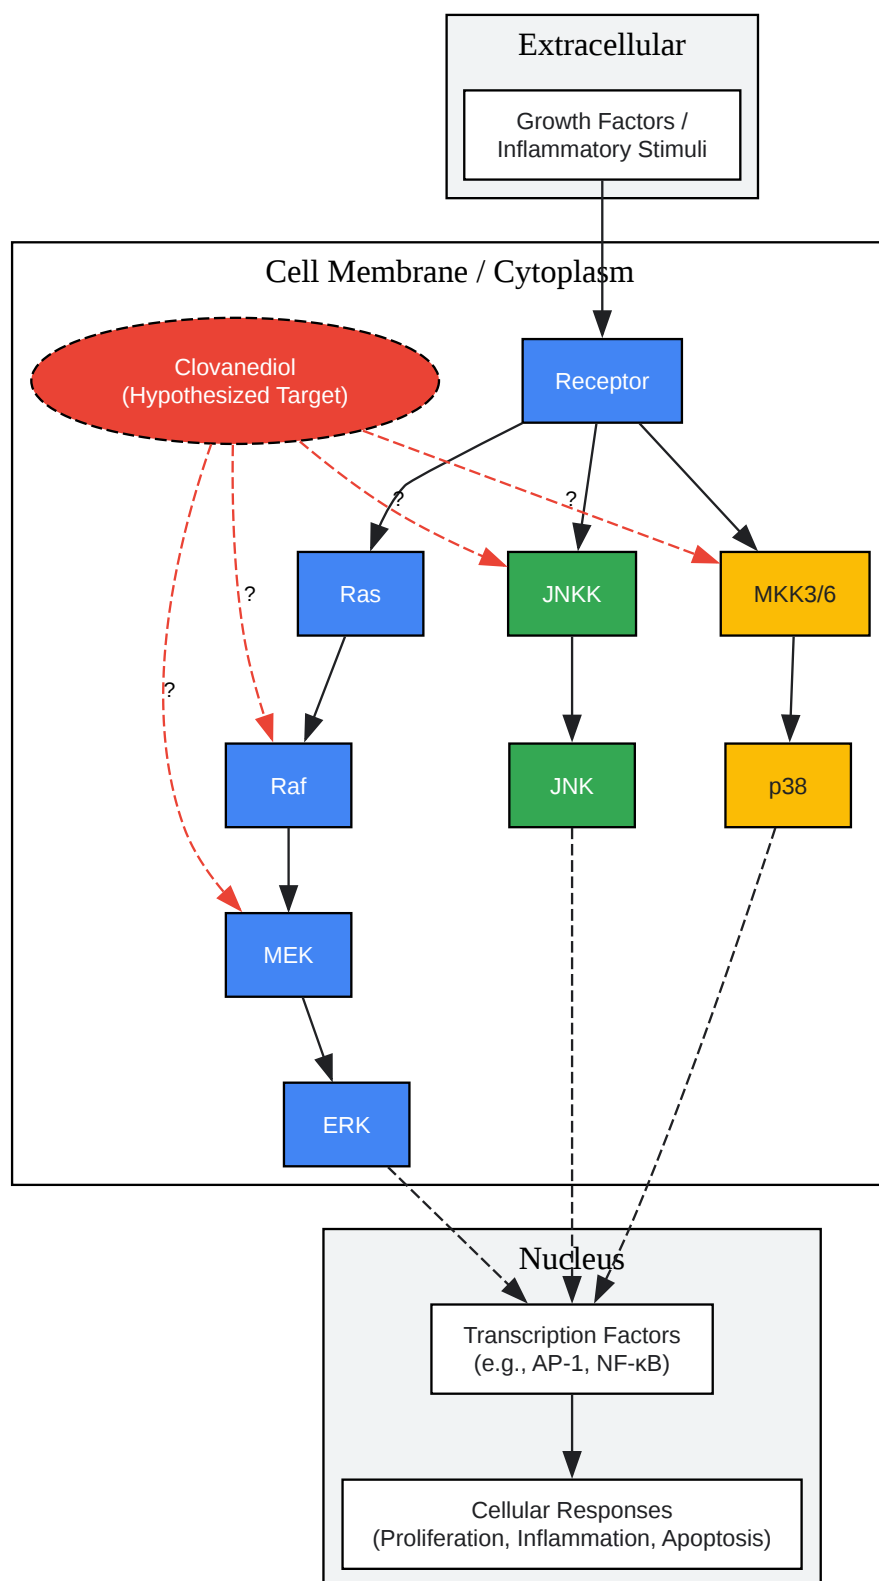 Extracellular
Growth Factors /
Inflammatory Stimuli
Cell Membrane / Cytoplasm
Clovanediol
(Hypothesized Target)
Receptor
?
?
Ras
JNKK
MKK3/6
?
?
Raf
JNK
p38
MEK
ERK
Nucleus
Transcription Factors
(e.g., AP-1, NF-κB)
Cellular Responses
(Proliferation, Inflammation, Apoptosis)